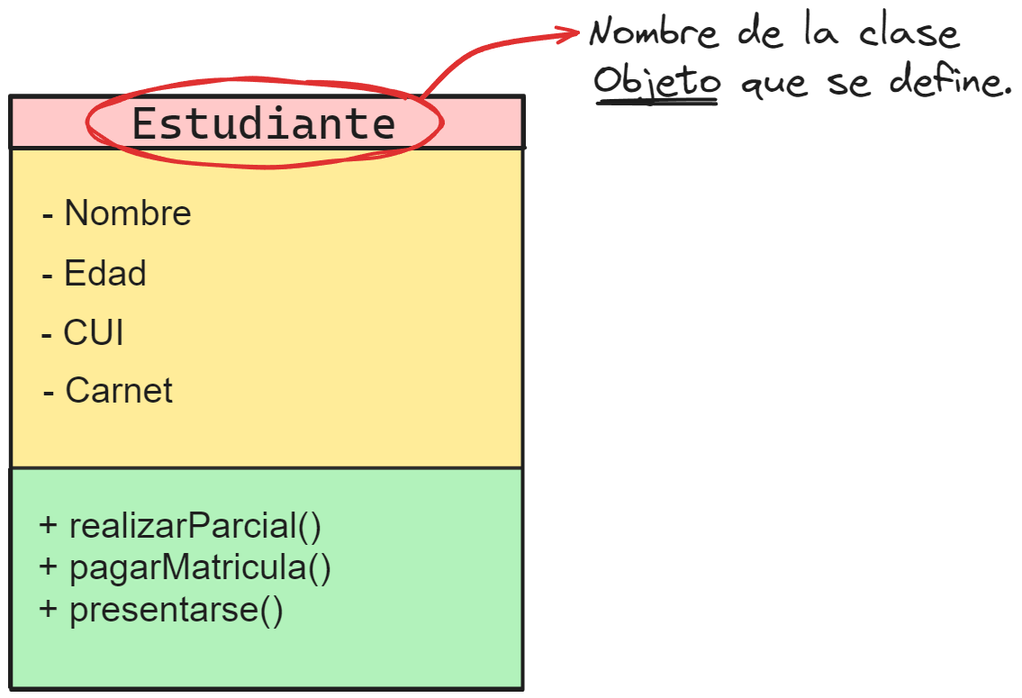 Nombre de la clase
Objeto que se define.
Estudiante
- Nombre
- Edad
- CUI
- Carnet
+ realizarParcial()
+ pagarMatricula()
+ presentarse()